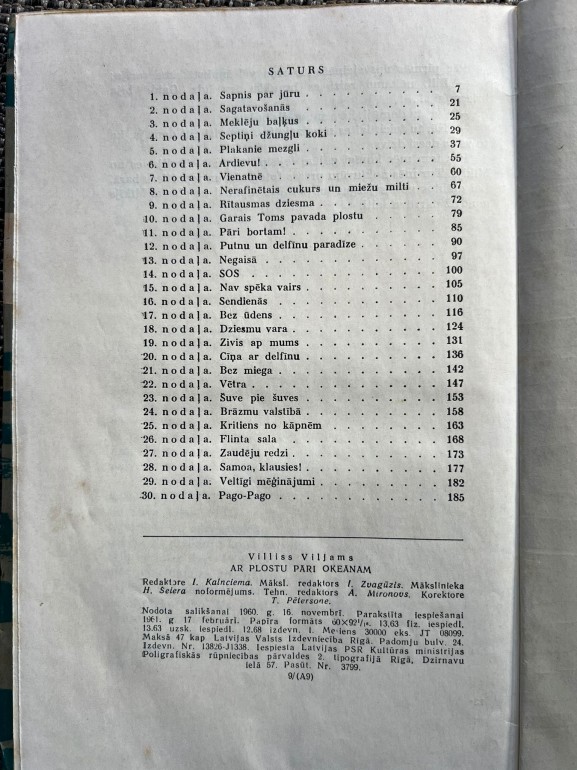 SATURS
1. nodaļa. Sapnis par jūru . . . . . . . . . . 7
2. nodaļa. Sagatavošanās . . . . . . . . . . 21
3. nodaļa. Meklēju baļķus . . . . . . . . . . 25
4. nodaļa. Septiņi džungļu koki . . . . . . . . 29
5. nodaļa. Plakanie mezgli . . . . . . . . . . 37
6. nodaļa. Ardievu! . . . . . . . . . . . . 55
7. nodaļa. Vienatnē . . . . . . . . . . . . 60
8. nodaļa. Nerafinētais cukurs un miežu milti . . 67
9. nodaļa. Rītausmas dziesma . . . . . . . . . 72
10. nodaļa. Garais Toms pavada plostu . . . . . 79
11. nodaļa. Pāri bortam! . . . . . . . . . . . 85
12. nodaļa. Putnu un delfīnu paradīze . . . . . . 90
13. nodaļa. Negaisā . . . . . . . . . . . . 97
14. nodaļa. SOS . . . . . . . . . . . . . 100
15. nodaļa. Nav spēka vairs . . . . . . . . . 105
16. nodaļa. Sendienās . . . . . . . . . . . 110
17. nodaļa. Bez ūdens . . . . . . . . . . . 116
18. nodaļa. Dziesmu vara . . . . . . . . . . 124
19. nodaļa. Zivis ap mums . . . . . . . . . . 131
20. nodaļa. Cīņa ar delfīnu . . . . . . . . . 136
21. nodaļa. Bez miega . . . . . . . . . . . 142
22. nodaļa. Vētra . . . . . . . . . . . . . 147
23. nodaļa. Šuve pie šuves . . . . . . . . . . 153
24. nodaļa. Brāzmu valstībā . . . . . . . . . 158
25. nodaļa. Kritiens no kāpnēm . . . . . . . . 163
26. nodaļa. Flinta sala . . . . . . . . . . . 168
27. nodaļa. Zaudēju redzi . . . . . . . . . . 173
28. nodaļa. Samoa, klausies! . . . . . . . . . 177
29. nodaļa. Veltīgi mēģinājumi . . . . . . . . 182
30. nodaļa. Pago-Pago . . . . . . . . . . . 185
Villiss Viljams
AR PLOSTU PĀRI OKEĀNAM
Redaktore I. Kalnciema. Māksl. redaktors I. Zvagūzis. Mākslinieka
H. Selera noformējums. Tehn. redaktors A. Mironovs. Korektore
T. Pētersone.
Nodota salikšanai 1960. g. 16. novembrī. Parakstīta iespiešanai
1961. g 17 februārī. Papīra formāts 60×92¹/₁₆. 13,63 fiz. iespiedl.
13,63 uzsk. iespiedl. 12,68 izdevn. l. Metiens 30000 eks. JT 08099.
Maksā 47 kap Latvijas Valsts Izdevniecība Rīgā, Padomju bulv. 24.
Izdevn. Nr. 13826-J1338. Iespiesta Latvijas PSR Kultūras ministrijas
Poligrafiskās rūpniecības pārvaldes 2. tipogrāfijā Rīgā, Dzirnavu
ielā 57. Pasūt. Nr. 3799.
9/(A9)